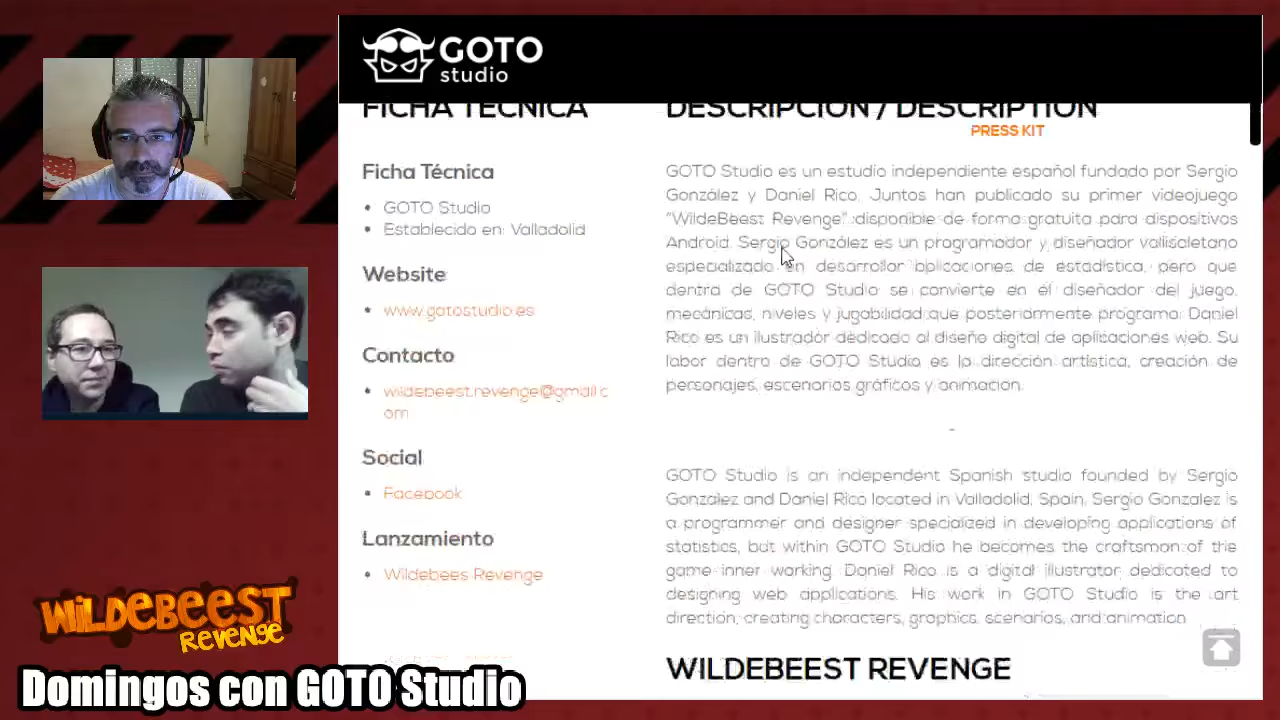 GOTO
studio
FICHA TÉCNICA
Ficha Técnica
GOTO Studio
Establecido en: Valladolid
Website
www.gotostudio.es
Contacto
wildebeest.revenge@gmail.c
om
Social
Facebook
Lanzamiento
Wildebees Revenge
DESCRIPCIÓN / DESCRIPTION
PRESS KIT
GOTO Studio es un estudio independiente español fundado por Sergio
González y Daniel Rico. Juntos han publicado su primer videojuego
"WildeBeest Revenge" disponible de forma gratuita para dispositivos
Android. Sergio González es un programador y diseñador vallisoletano
especializado en desarrollar aplicaciones de estadística, pero que
dentro de GOTO Studio se convierte en el diseñador del juego,
mecánicas, niveles y jugabilidad que posteriormente programa. Daniel
Rico es un ilustrador dedicado al diseño digital de aplicaciones web. Su
labor dentro de GOTO Studio es la dirección artística, creación de
personajes, escenarios gráficos y animación.
-
GOTO Studio is an independent Spanish studio founded by Sergio
Gonzalez and Daniel Rico located in Valladolid, Spain, Sergio Gonzalez is
a programmer and designer specialized in developing applications of
statistics, but within GOTO Studio he becomes the craftsman of the
game inner working. Daniel Rico is a digital illustrator dedicated to
designing web applications. His work in GOTO Studio is the art
direction, creating characters, graphics, scenarios, and animation.
WILDEBEEST REVENGE
WiLDEBEEST
REVENGE
Domingos con GOTO Studio